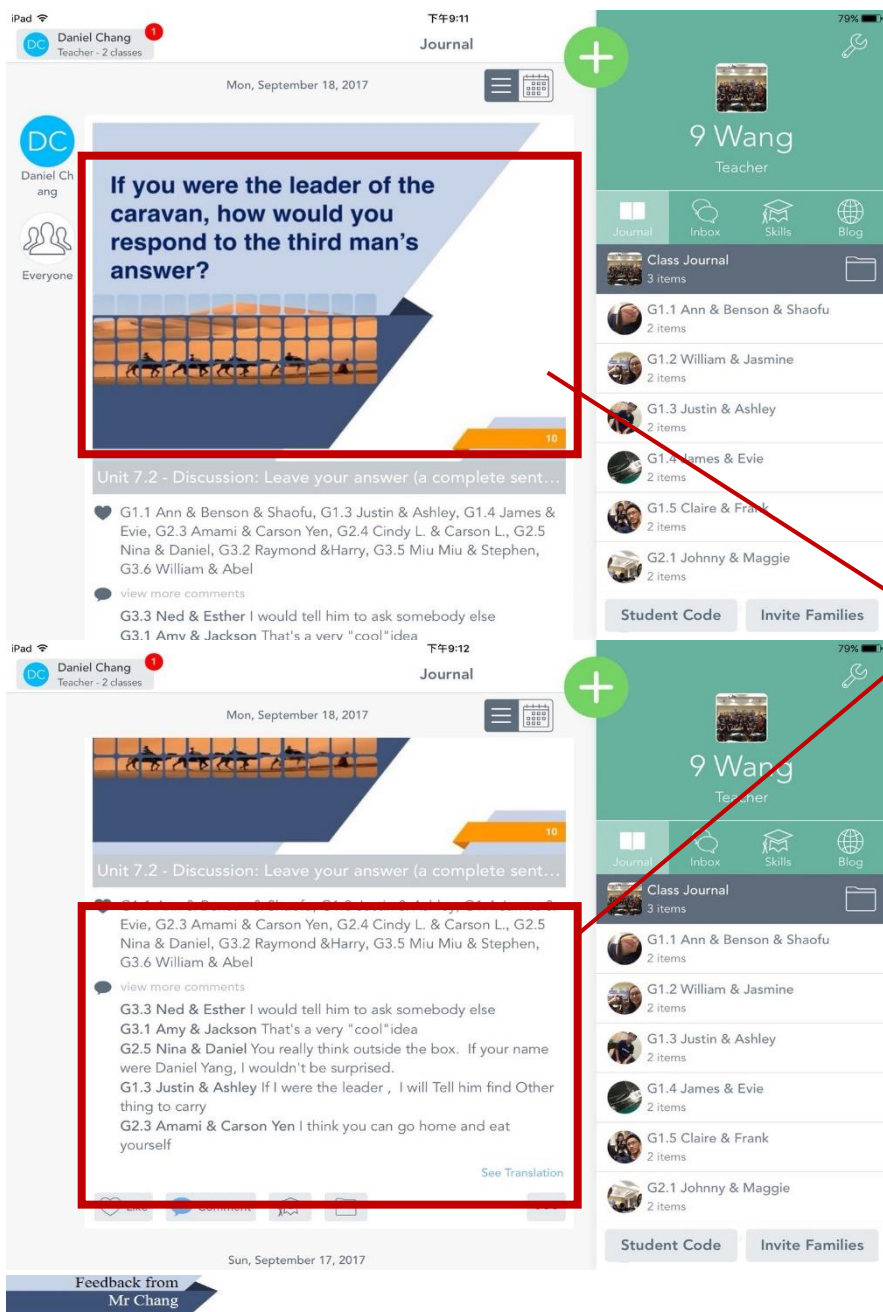 iPad
下午9:11
79%
DC
Daniel Chang
1
Teacher - 2 classes
Journal
Mon, September 18, 2017
DC
Daniel Ch
ang
Everyone
If you were the leader of the
caravan, how would you
respond to the third man's
answer?
10
Unit 7.2 - Discussion: Leave your answer (a complete sent...
G1.1 Ann & Benson & Shaofu, G1.3 Justin & Ashley, G1.4 James &
Evie, G2.3 Amami & Carson Yen, G2.4 Cindy L. & Carson L., G2.5
Nina & Daniel, G3.2 Raymond &Harry, G3.5 Miu Miu & Stephen,
G3.6 William & Abel
view more comments
G3.3 Ned & Esther I would tell him to ask somebody else
G3.1 Amy & Jackson That's a very "cool"idea
9 Wang
Teacher
Journal
Inbox
Skills
Blog
Class Journal
3 items
G1.1 Ann & Benson & Shaofu
2 items
G1.2 William & Jasmine
2 items
G1.3 Justin & Ashley
2 items
G1.4 James & Evie
2 items
G1.5 Claire & Frank
2 items
G2.1 Johnny & Maggie
2 items
Student Code
Invite Families
iPad
下午9:12
79%
DC
Daniel Chang
1
Teacher - 2 classes
Journal
Mon, September 18, 2017
10
Unit 7.2 - Discussion: Leave your answer (a complete sent...
G1.1 Ann & Benson & Shaofu, G1.3 Justin & Ashley, G1.4 James &
Evie, G2.3 Amami & Carson Yen, G2.4 Cindy L. & Carson L., G2.5
Nina & Daniel, G3.2 Raymond &Harry, G3.5 Miu Miu & Stephen,
G3.6 William & Abel
view more comments
G3.3 Ned & Esther I would tell him to ask somebody else
G3.1 Amy & Jackson That's a very "cool"idea
G2.5 Nina & Daniel You really think outside the box.  If your name
were Daniel Yang, I wouldn't be surprised.
G1.3 Justin & Ashley If I were the leader ,  I will Tell him find Other
thing to carry
G2.3 Amami & Carson Yen I think you can go home and eat
yourself
See Translation
Like
Comment
Sun, September 17, 2017
9 Wang
Teacher
Journal
Inbox
Skills
Blog
Class Journal
3 items
G1.1 Ann & Benson & Shaofu
2 items
G1.2 William & Jasmine
2 items
G1.3 Justin & Ashley
2 items
G1.4 James & Evie
2 items
G1.5 Claire & Frank
2 items
G2.1 Johnny & Maggie
2 items
Student Code
Invite Families
Feedback from
Mr Chang